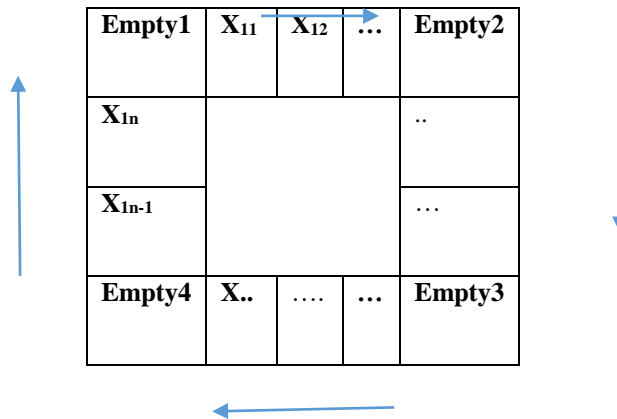 Empty1 X11 X12 … Empty2
X1n ..
X1n-1 …
Empty4 X.. …. … Empty3